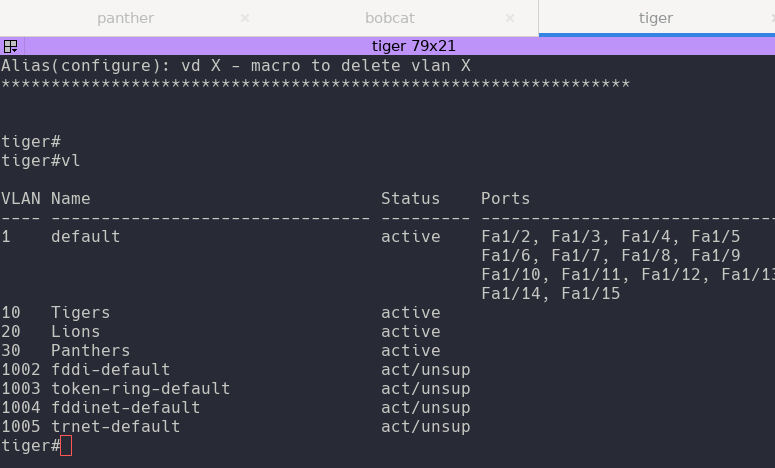 panther × bobcat × tiger
tiger 79x21
Alias(configure): vd X - macro to delete vlan X
***************************************************************
tiger#
tiger#vl
VLAN Name                             Status    Ports
---- -------------------------------- --------- ------------------------------
1    default                          active    Fa1/2, Fa1/3, Fa1/4, Fa1/5
                                                Fa1/6, Fa1/7, Fa1/8, Fa1/9
                                                Fa1/10, Fa1/11, Fa1/12, Fa1/13
                                                Fa1/14, Fa1/15
10   Tigers                           active
20   Lions                            active
30   Panthers                         active
1002 fddi-default                     act/unsup
1003 token-ring-default               act/unsup
1004 fddinet-default                  act/unsup
1005 trnet-default                    act/unsup
tiger#